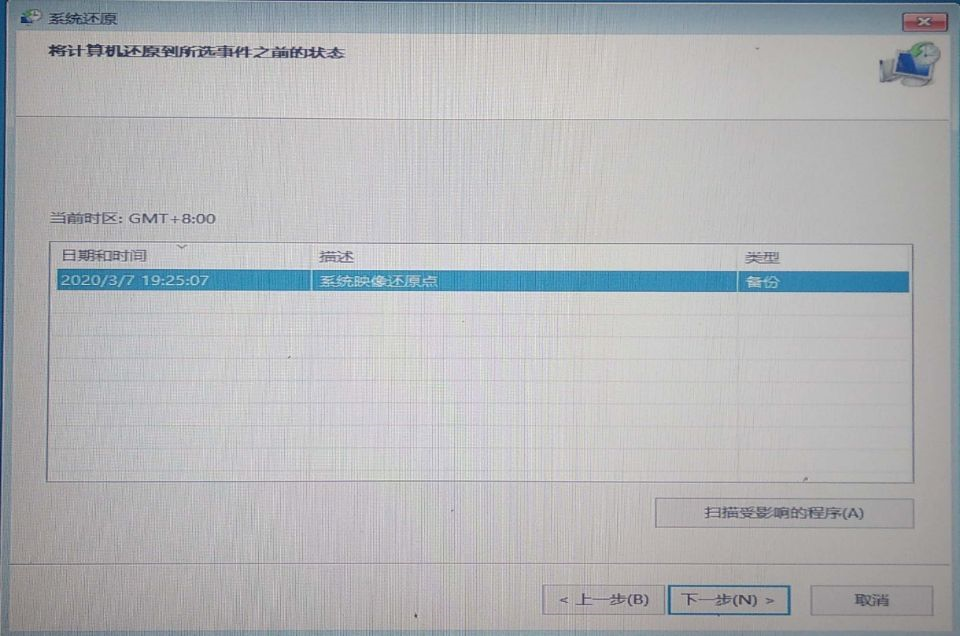 系统还原
将计算机还原到所选事件之前的状态
当前时区: GMT+8:00
日期和时间 描述 类型
2020/3/7 19:25:07 系统映像还原点 备份
扫描受影响的程序(A)
< 上一步(B) 下一步(N) > 取消